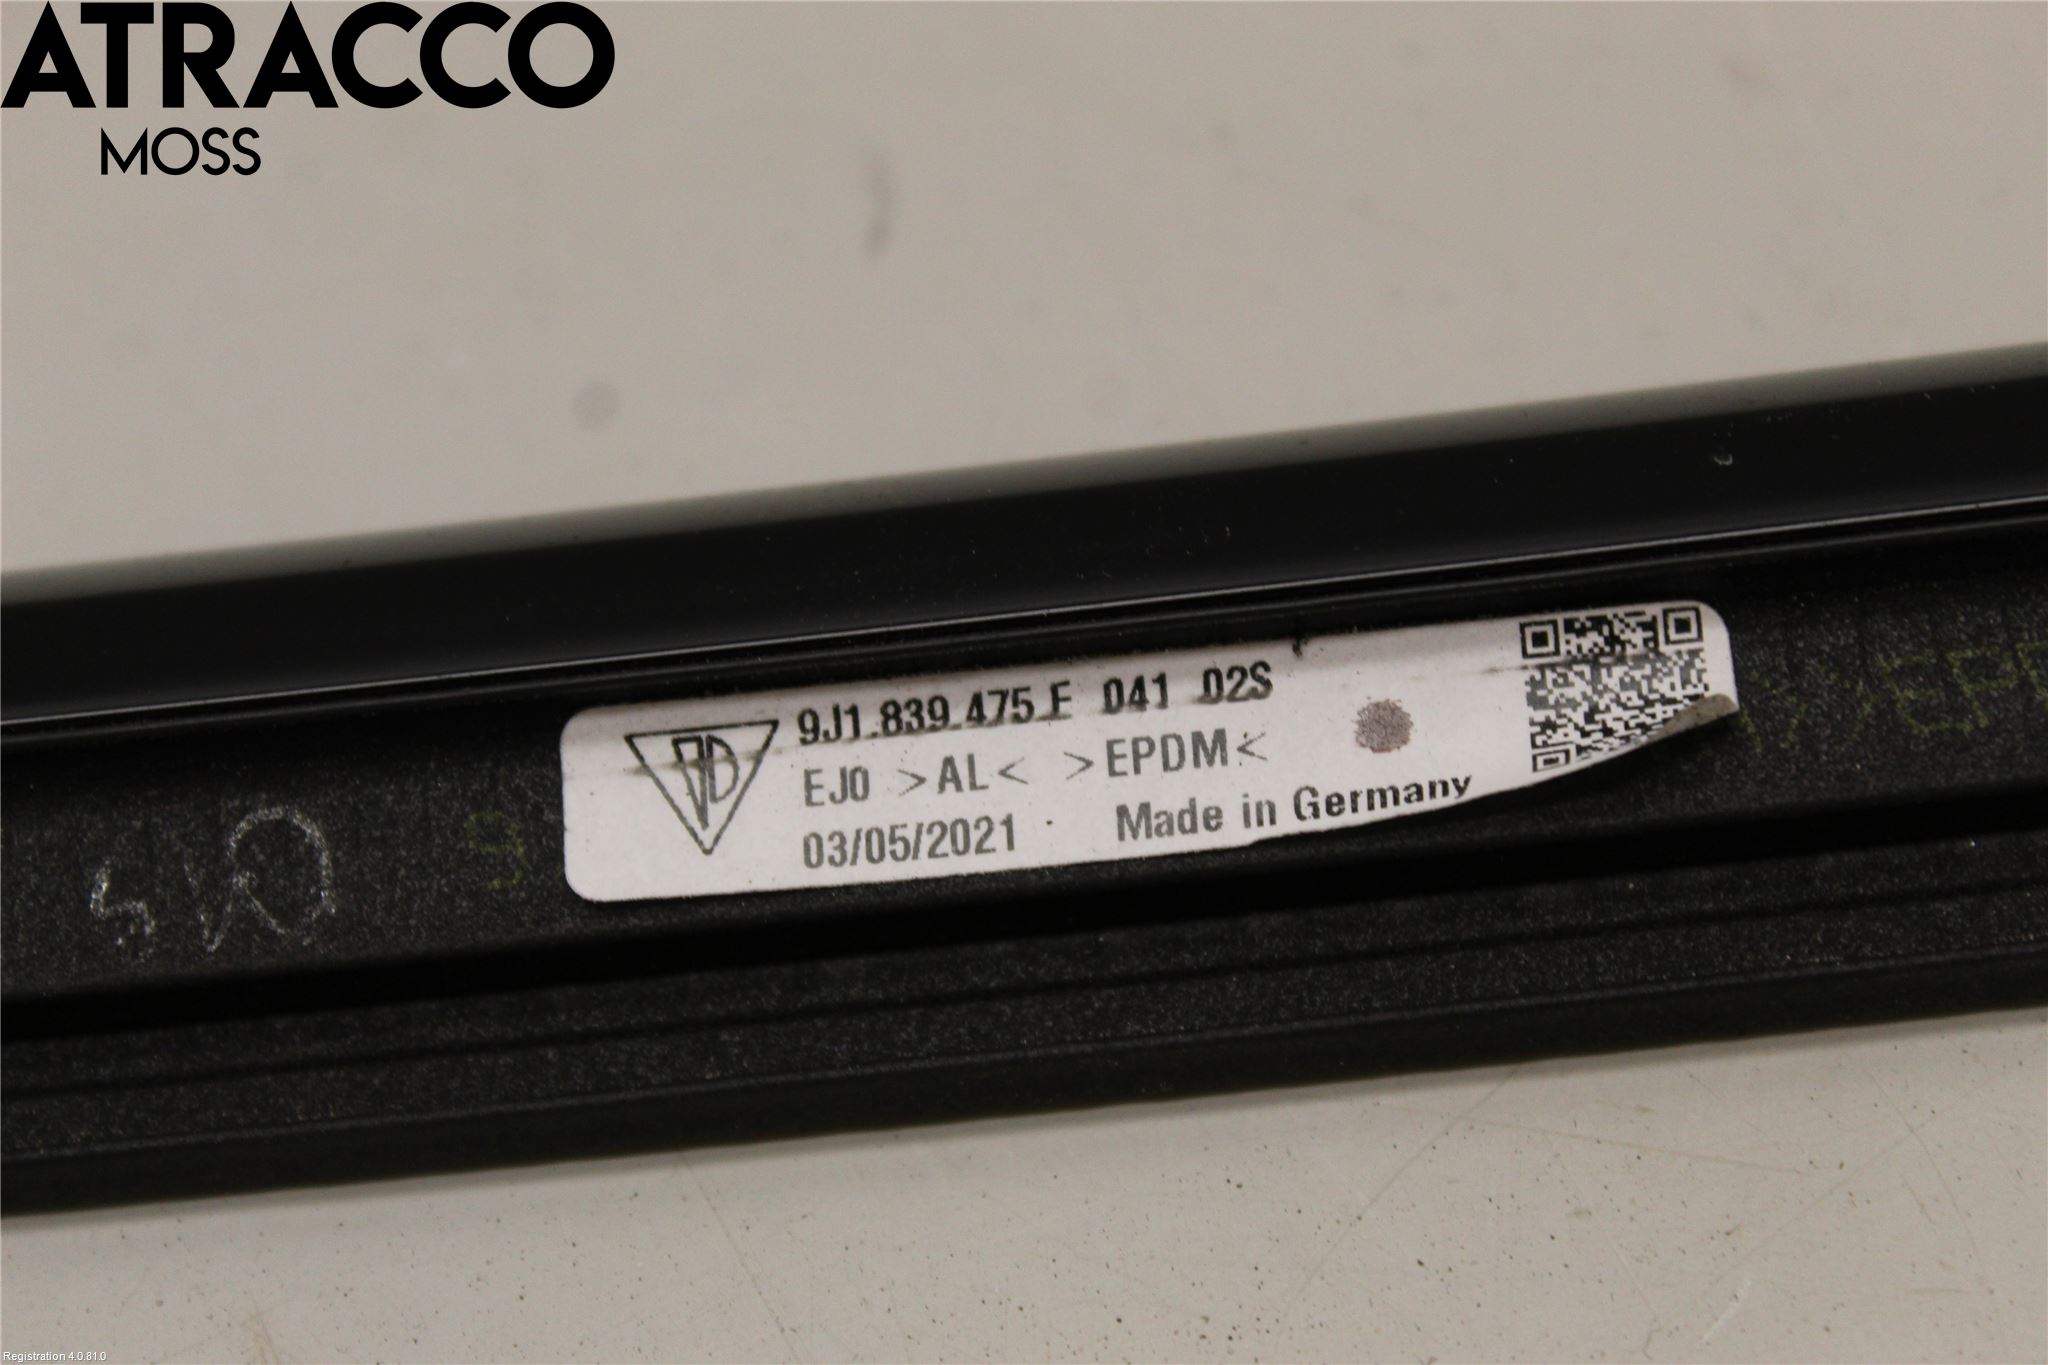 ATRACCO
MOSS
9J1.839.475.F 041 02S
EJ0 >AL< >EPDM<
03/05/2021 Made in Germany
9
Registration 4.0.81.0